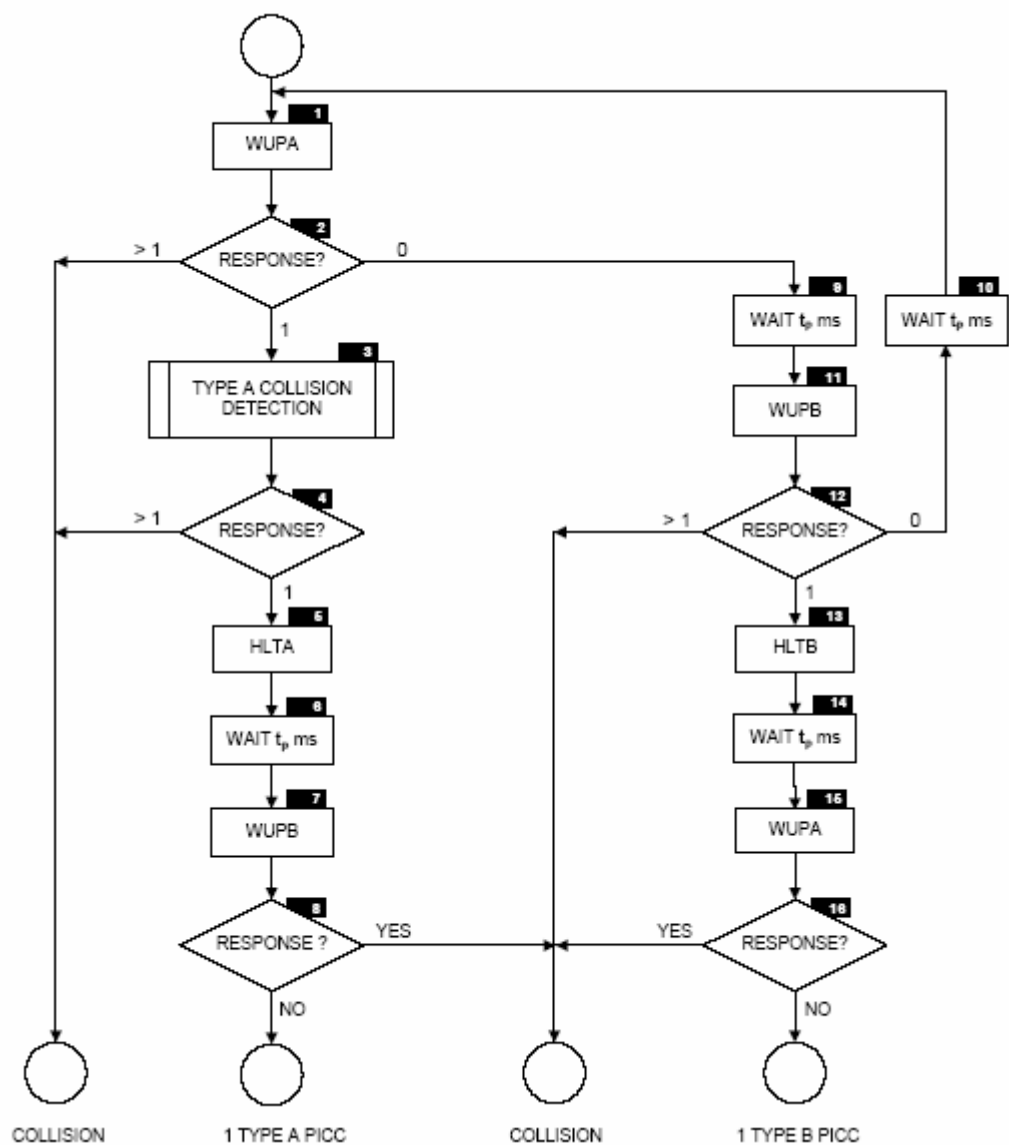 1
WUPA
2
> 1
RESPONSE?
0
9
10
WAIT tₚ ms
WAIT tₚ ms
1
3
TYPE A COLLISION
DETECTION
11
WUPB
4
12
> 1
RESPONSE?
> 1
RESPONSE?
0
1
1
5
13
HLTA
HLTB
6
14
WAIT tₚ ms
WAIT tₚ ms
7
15
WUPB
WUPA
8
16
RESPONSE ?
YES
YES
RESPONSE?
NO
NO
COLLISION
1 TYPE A PICC
COLLISION
1 TYPE B PICC